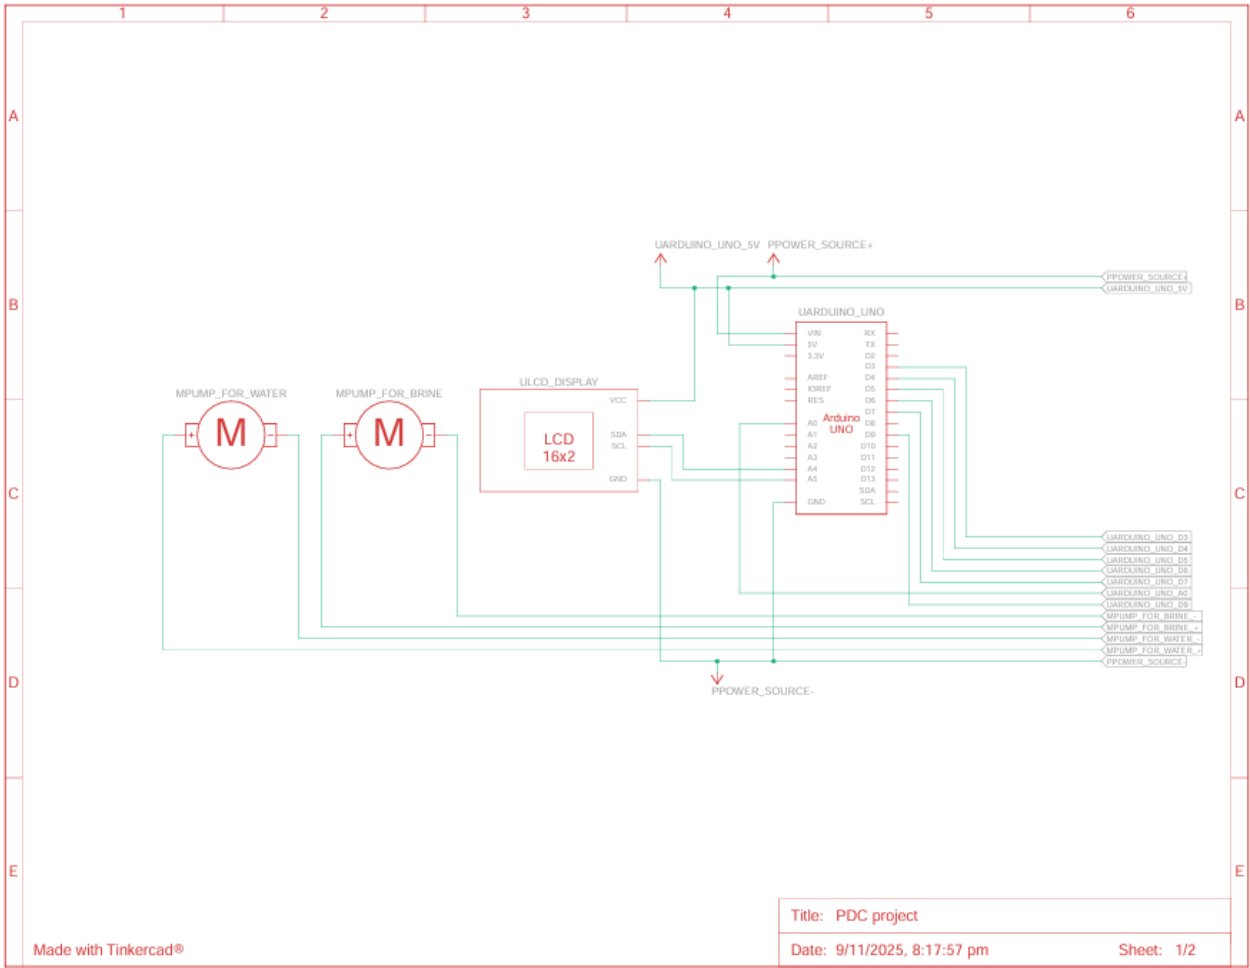 1 2 3 4 5 6
A A
UARDUINO_UNO_5V PPOWER_SOURCE+
PPOWER_SOURCE+
UARDUINO_UNO_5V
B B
UARDUINO_UNO
VIN RX
5V TX
3.3V D2
D3
AREF D4
IOREF D5
RES D6
D7
A0 D8
A1 D9
A2 D10
A3 D11
A4 D12
A5 D13
SDA
GND SCL
Arduino
UNO
ULCD_DISPLAY
VCC
SDA
SCL
GND
LCD
16x2
MPUMP_FOR_WATER MPUMP_FOR_BRINE
+ M - + M -
C C
UARDUINO_UNO_D3
UARDUINO_UNO_D4
UARDUINO_UNO_D5
UARDUINO_UNO_D6
UARDUINO_UNO_D7
UARDUINO_UNO_A0
UARDUINO_UNO_D9
MPUMP_FOR_BRINE_-
MPUMP_FOR_BRINE_+
MPUMP_FOR_WATER_-
MPUMP_FOR_WATER_+
PPOWER_SOURCE-
D D
PPOWER_SOURCE-
E E
Title: PDC project
Made with Tinkercad®
Date: 9/11/2025, 8:17:57 pm Sheet: 1/2